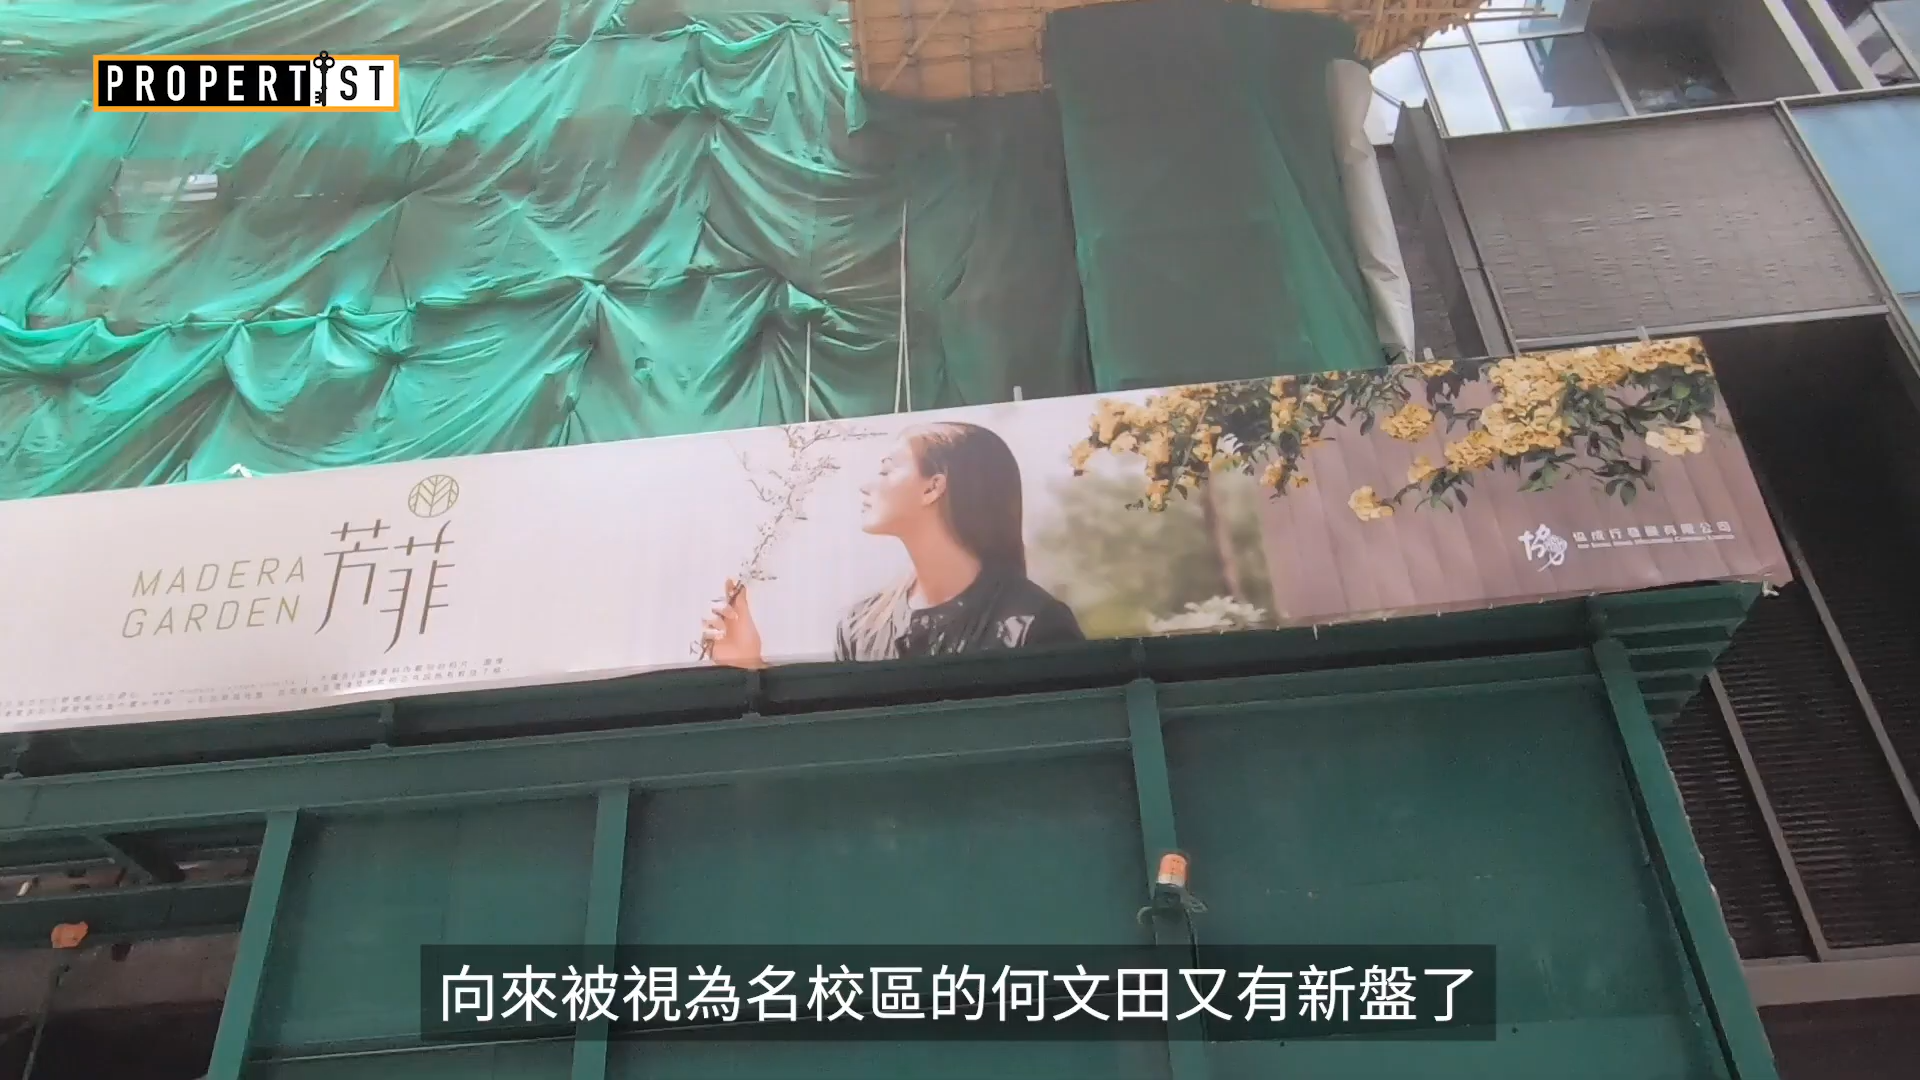 PROPERTIST
MADERA
GARDEN
芳菲
協成行發展有限公司
向來被視為名校區的何文田又有新盤了